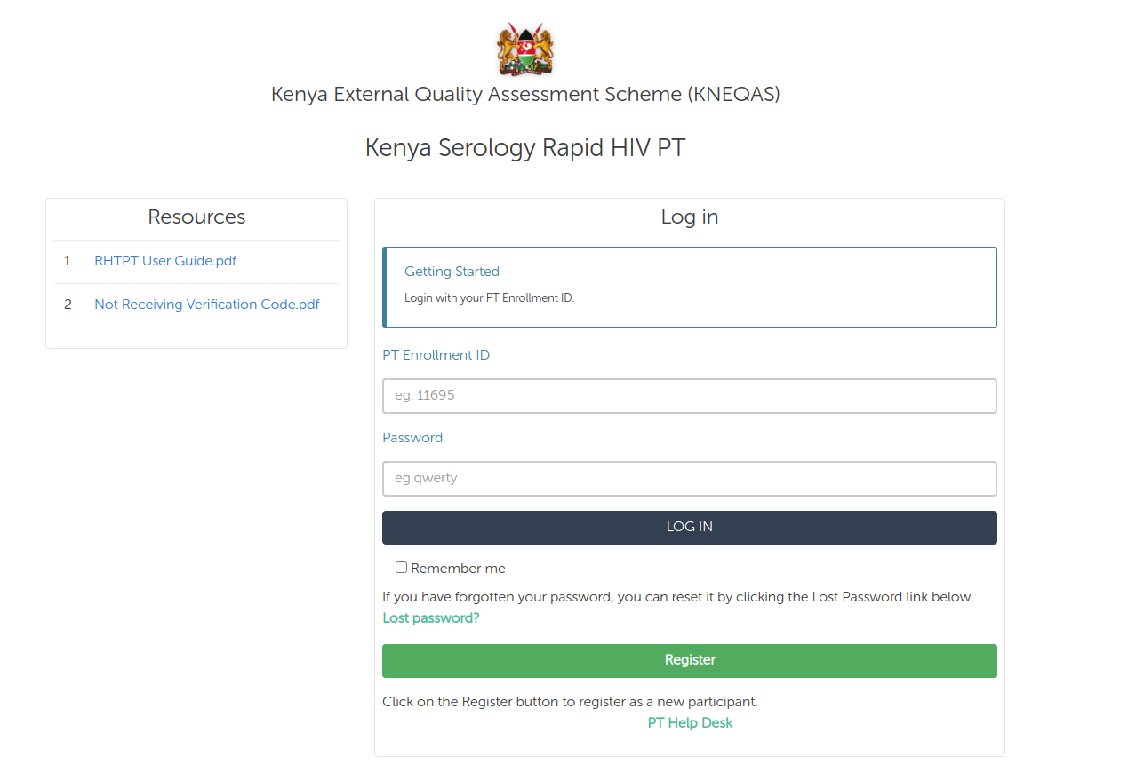 Kenya External Quality Assessment Scheme (KNEQAS)
Kenya Serology Rapid HIV PT
Resources
1 RHTPT User Guide.pdf
2 Not Receiving Verification Code.pdf
Log in
Getting Started
Login with your PT Enrollment ID.
PT Enrollment ID
eg. 11695
Password
eg.qwerty
LOG IN
Remember me
If you have forgotten your password, you can reset it by clicking the Lost Password link below.
Lost password?
Register
Click on the Register button to register as a new participant.
PT Help Desk